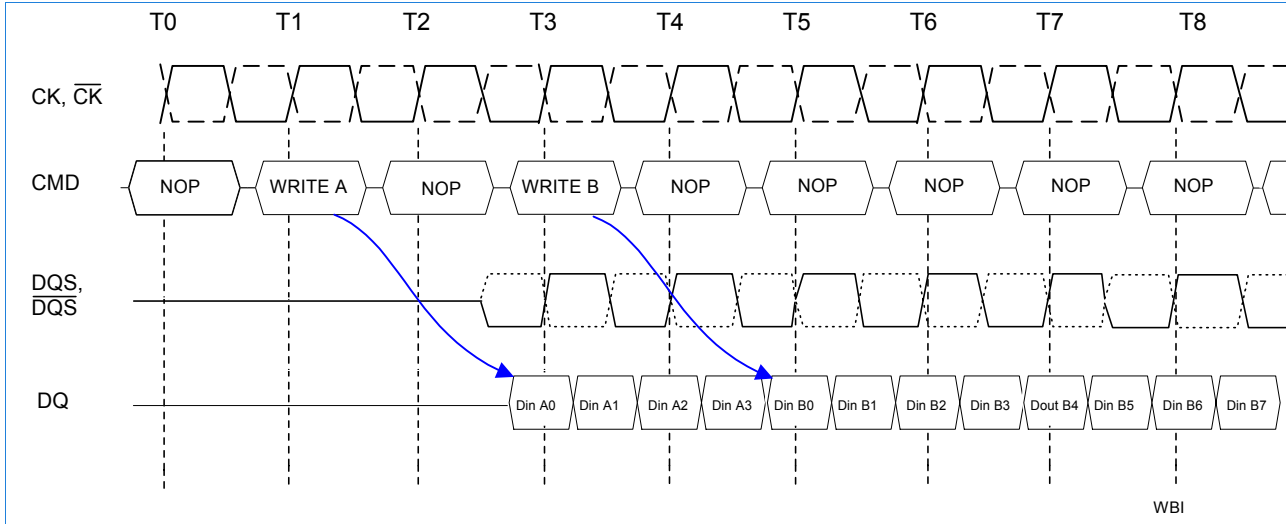 T0 T1 T2 T3 T4 T5 T6 T7 T8
CK, C̅K̅
CMD NOP WRITE A NOP WRITE B NOP NOP NOP NOP NOP
DQS,
D̅Q̅S̅
DQ Din A0 Din A1 Din A2 Din A3 Din B0 Din B1 Din B2 Din B3 Dout B4 Din B5 Din B6 Din B7
WBI